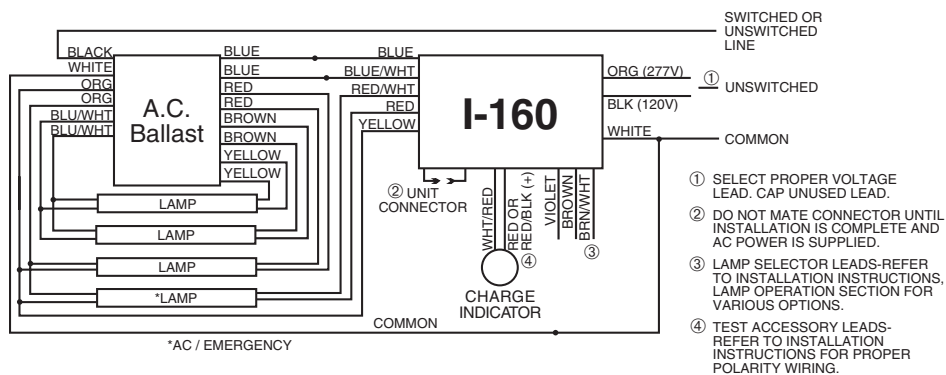 SWITCHED OR
UNSWITCHED
LINE
BLACK
WHITE
ORG
ORG
BLU/WHT
BLU/WHT
A.C.
Ballast
BLUE
BLUE
RED
RED
BROWN
BROWN
YELLOW
YELLOW
BLUE
BLUE/WHT
RED/WHT
RED
YELLOW
I-160
ORG (277V)
① UNSWITCHED
BLK (120V)
WHITE
COMMON
② UNIT
CONNECTOR
WHT/RED
RED OR
RED/BLK (+)
④
VIOLET
BROWN
BRN/WHT
③
CHARGE
INDICATOR
LAMP
LAMP
LAMP
*LAMP
COMMON
*AC / EMERGENCY
① SELECT PROPER VOLTAGE
LEAD. CAP UNUSED LEAD.
② DO NOT MATE CONNECTOR UNTIL
INSTALLATION IS COMPLETE AND
AC POWER IS SUPPLIED.
③ LAMP SELECTOR LEADS-REFER
TO INSTALLATION INSTRUCTIONS,
LAMP OPERATION SECTION FOR
VARIOUS OPTIONS.
④ TEST ACCESSORY LEADS-
REFER TO INSTALLATION
INSTRUCTIONS FOR PROPER
POLARITY WIRING.